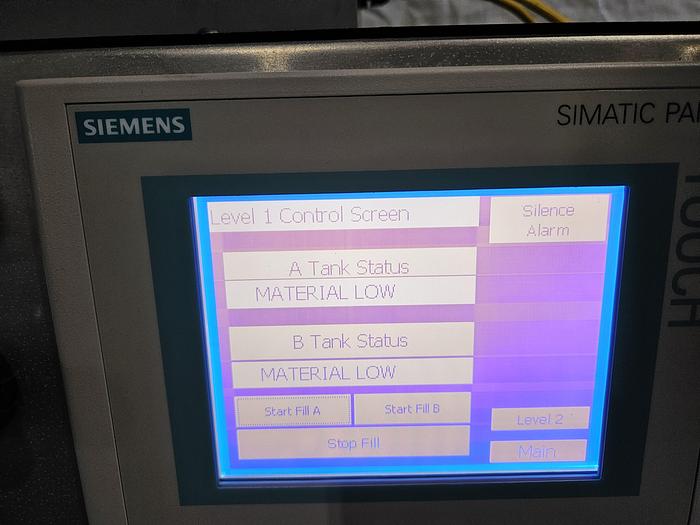 SIEMENS
SIMATIC PA
TOUCH
Level 1 Control Screen
Silence
Alarm
A Tank Status
MATERIAL LOW
B Tank Status
MATERIAL LOW
Start Fill A
Start Fill B
Level 2
Stop Fill
Main